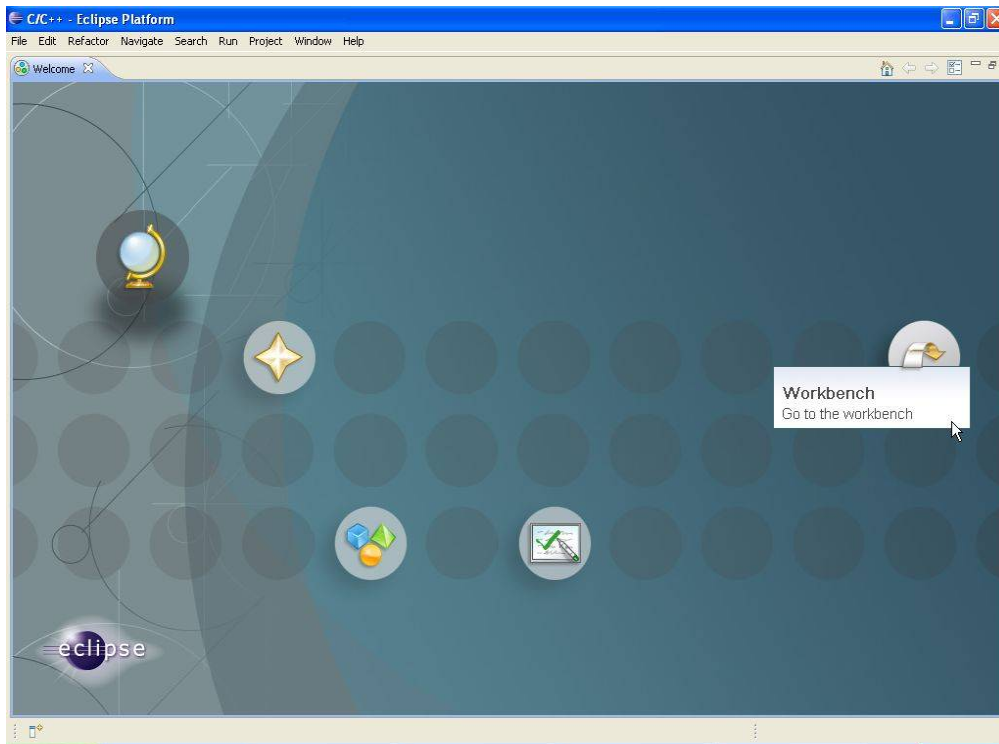 C/C++ - Eclipse Platform
File Edit Refactor Navigate Search Run Project Window Help
Welcome
Workbench
Go to the workbench
eclipse